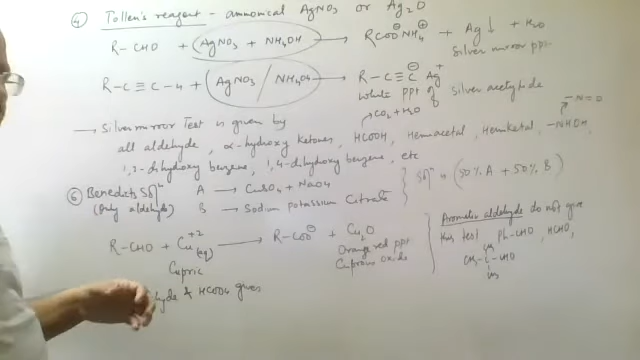 ④ Tollen's reagent - ammonical AgNO3 or Ag2O
R-CHO + AgNO3 + NH4OH → RCOO⊖ NH4⊕ + Ag↓ + H2O
Silver mirror ppt
R-C≡C-H + (AgNO3 / NH4OH) → R-C≡C⊖ Ag+
white ppt of silver acetylide
→ Silver mirror Test is given by
CO2 + H2O
-N=O
all aldehyde, α-hydroxy ketones, HCOOH, Hemiacetal, Hemiketal, -NHOH,
1,2-dihydroxy benzene, 1,4-dihydroxy benzene, etc
⑥ Benedict's Solⁿ A → CuSO4 + NaOH
(Only aldehyde) B → Sodium potassium Citrate
Solⁿ = (50% A + 50% B)
R-CHO + Cu+2 (aq) → R-COO⊖ + Cu2O
Cupric
Orange red ppt
Cuprous oxide
Aromatic aldehyde do not give
this test Ph-CHO, HCHO,
CH3-C-CHO
CH3
CH3
& HCOOH gives